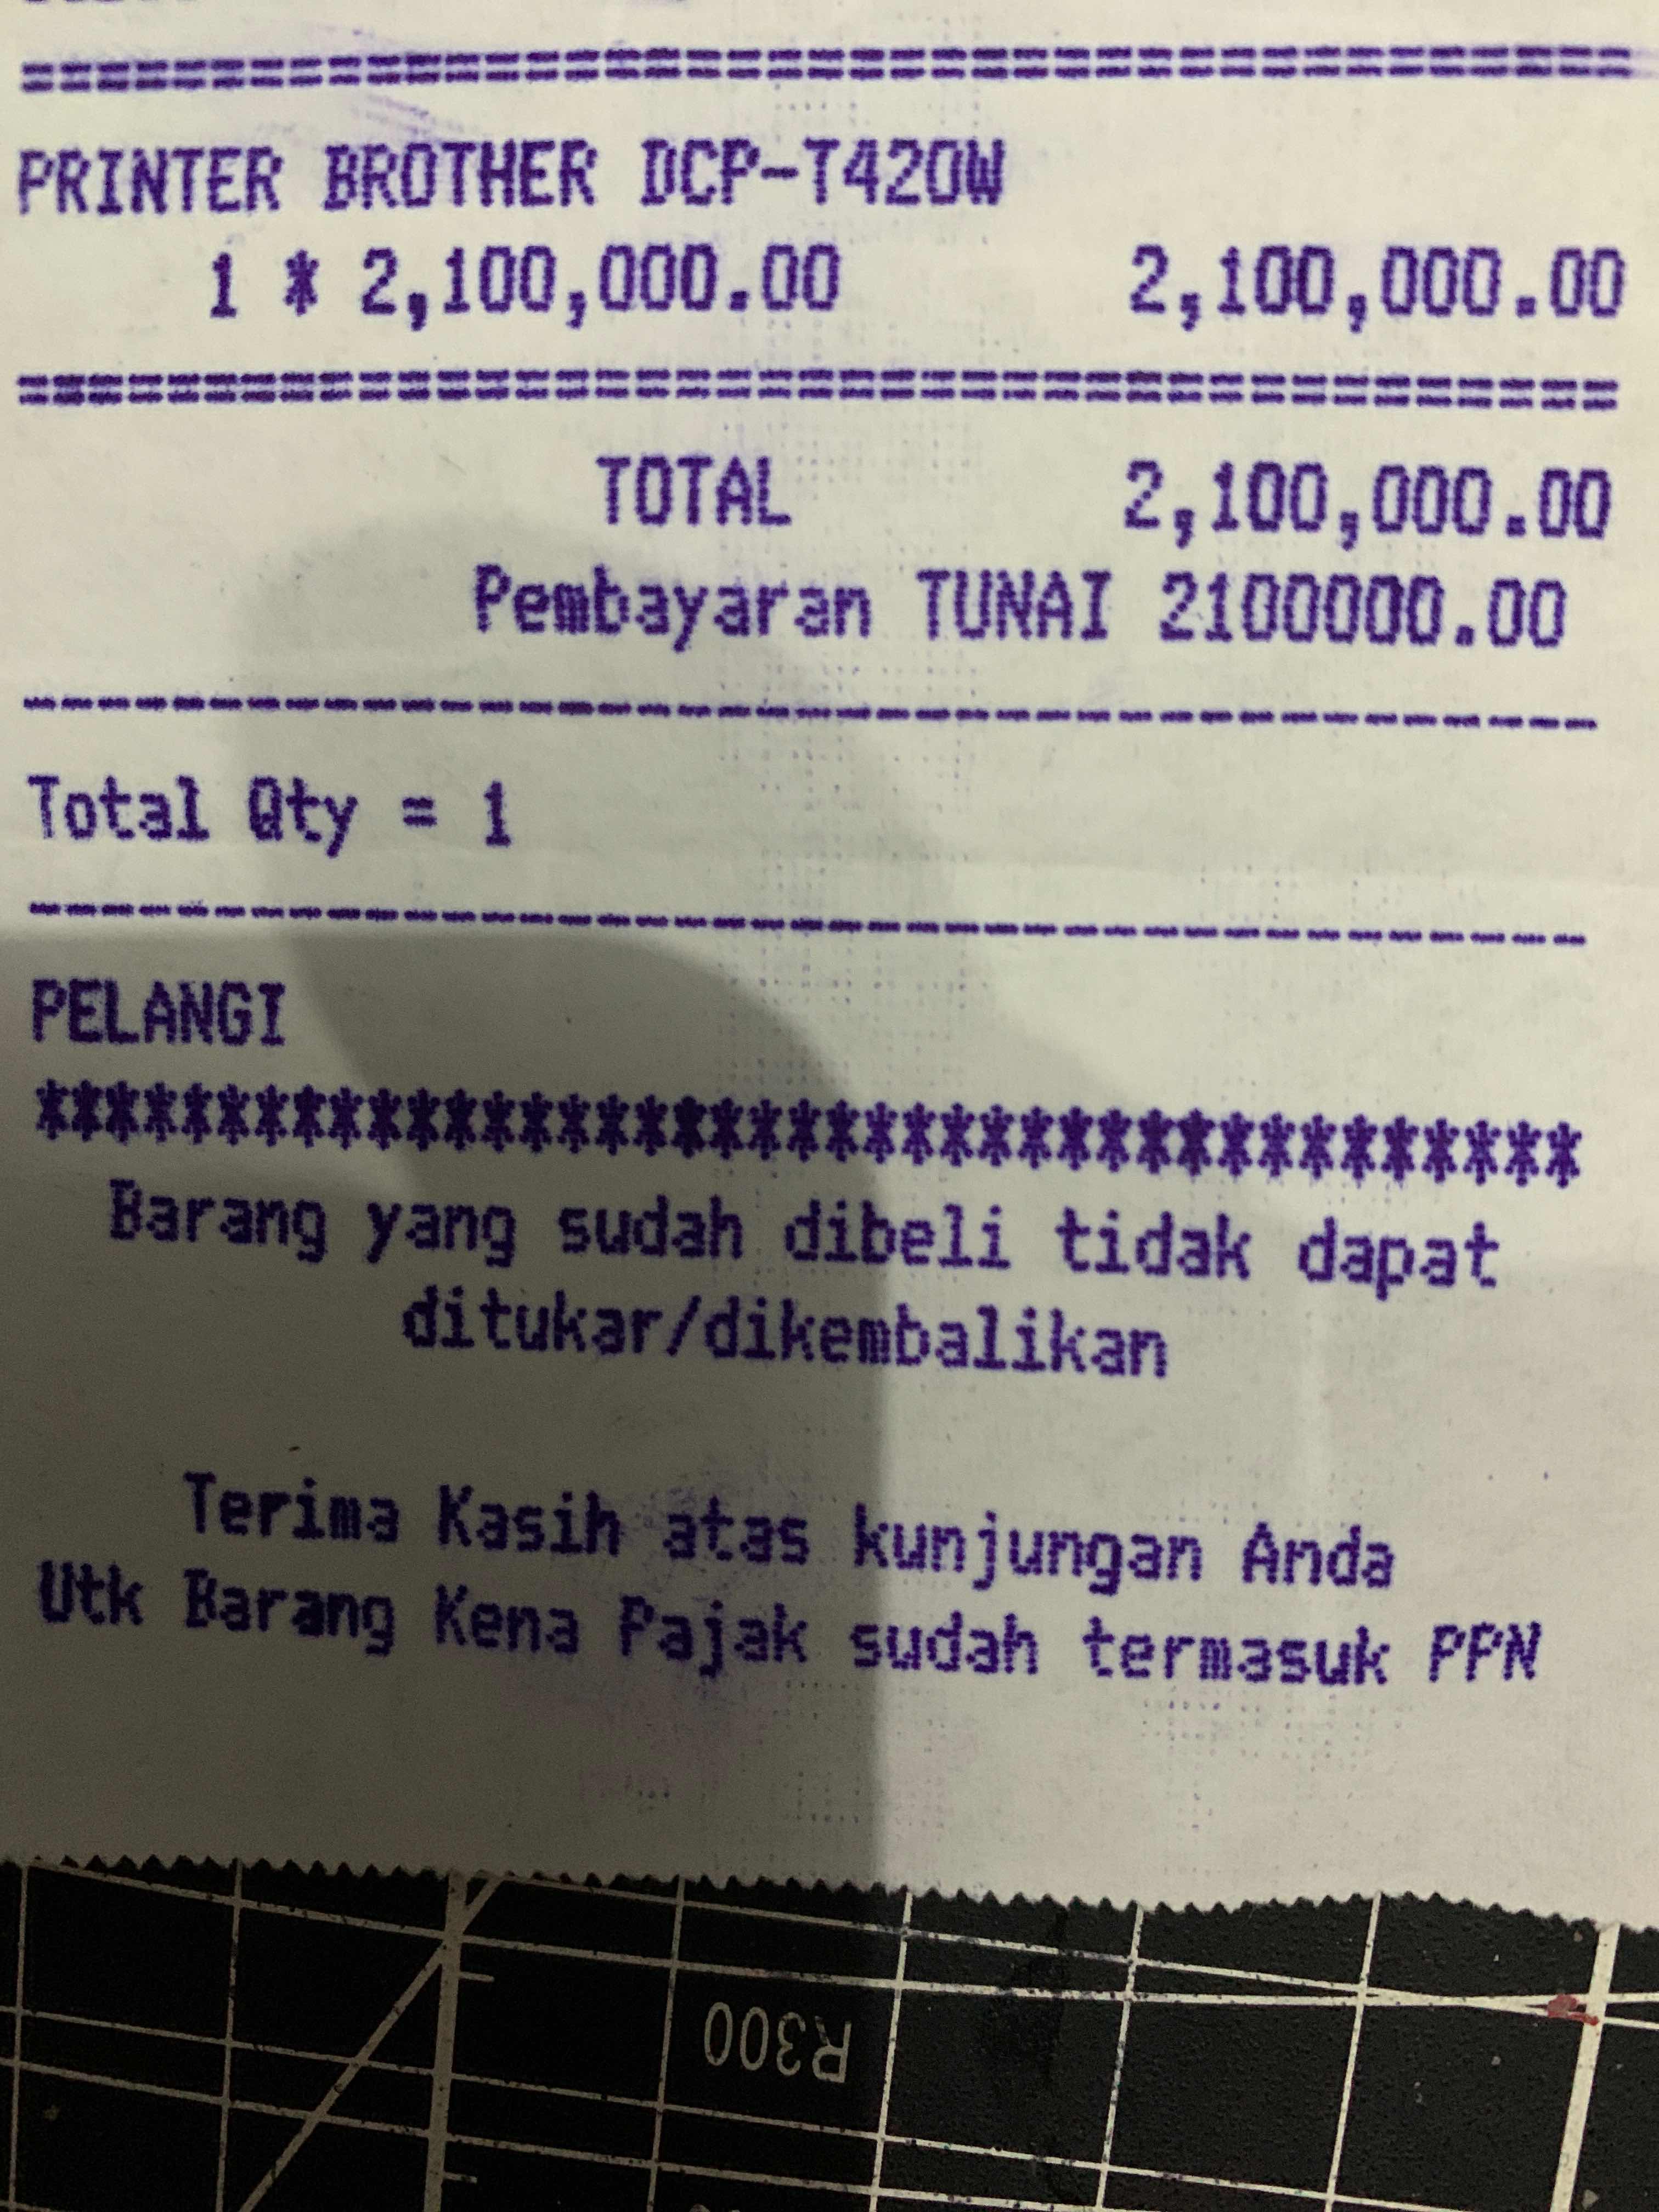 ========================================
PRINTER BROTHER DCP-T420W
1 * 2,100,000.00 2,100,000.00
========================================
TOTAL 2,100,000.00
Pembayaran TUNAI 2100000.00
----------------------------------------
Total Qty = 1
----------------------------------------
PELANGI
****************************************
Barang yang sudah dibeli tidak dapat
ditukar/dikembalikan
Terima Kasih atas kunjungan Anda
Utk Barang Kena Pajak sudah termasuk PPN
R300